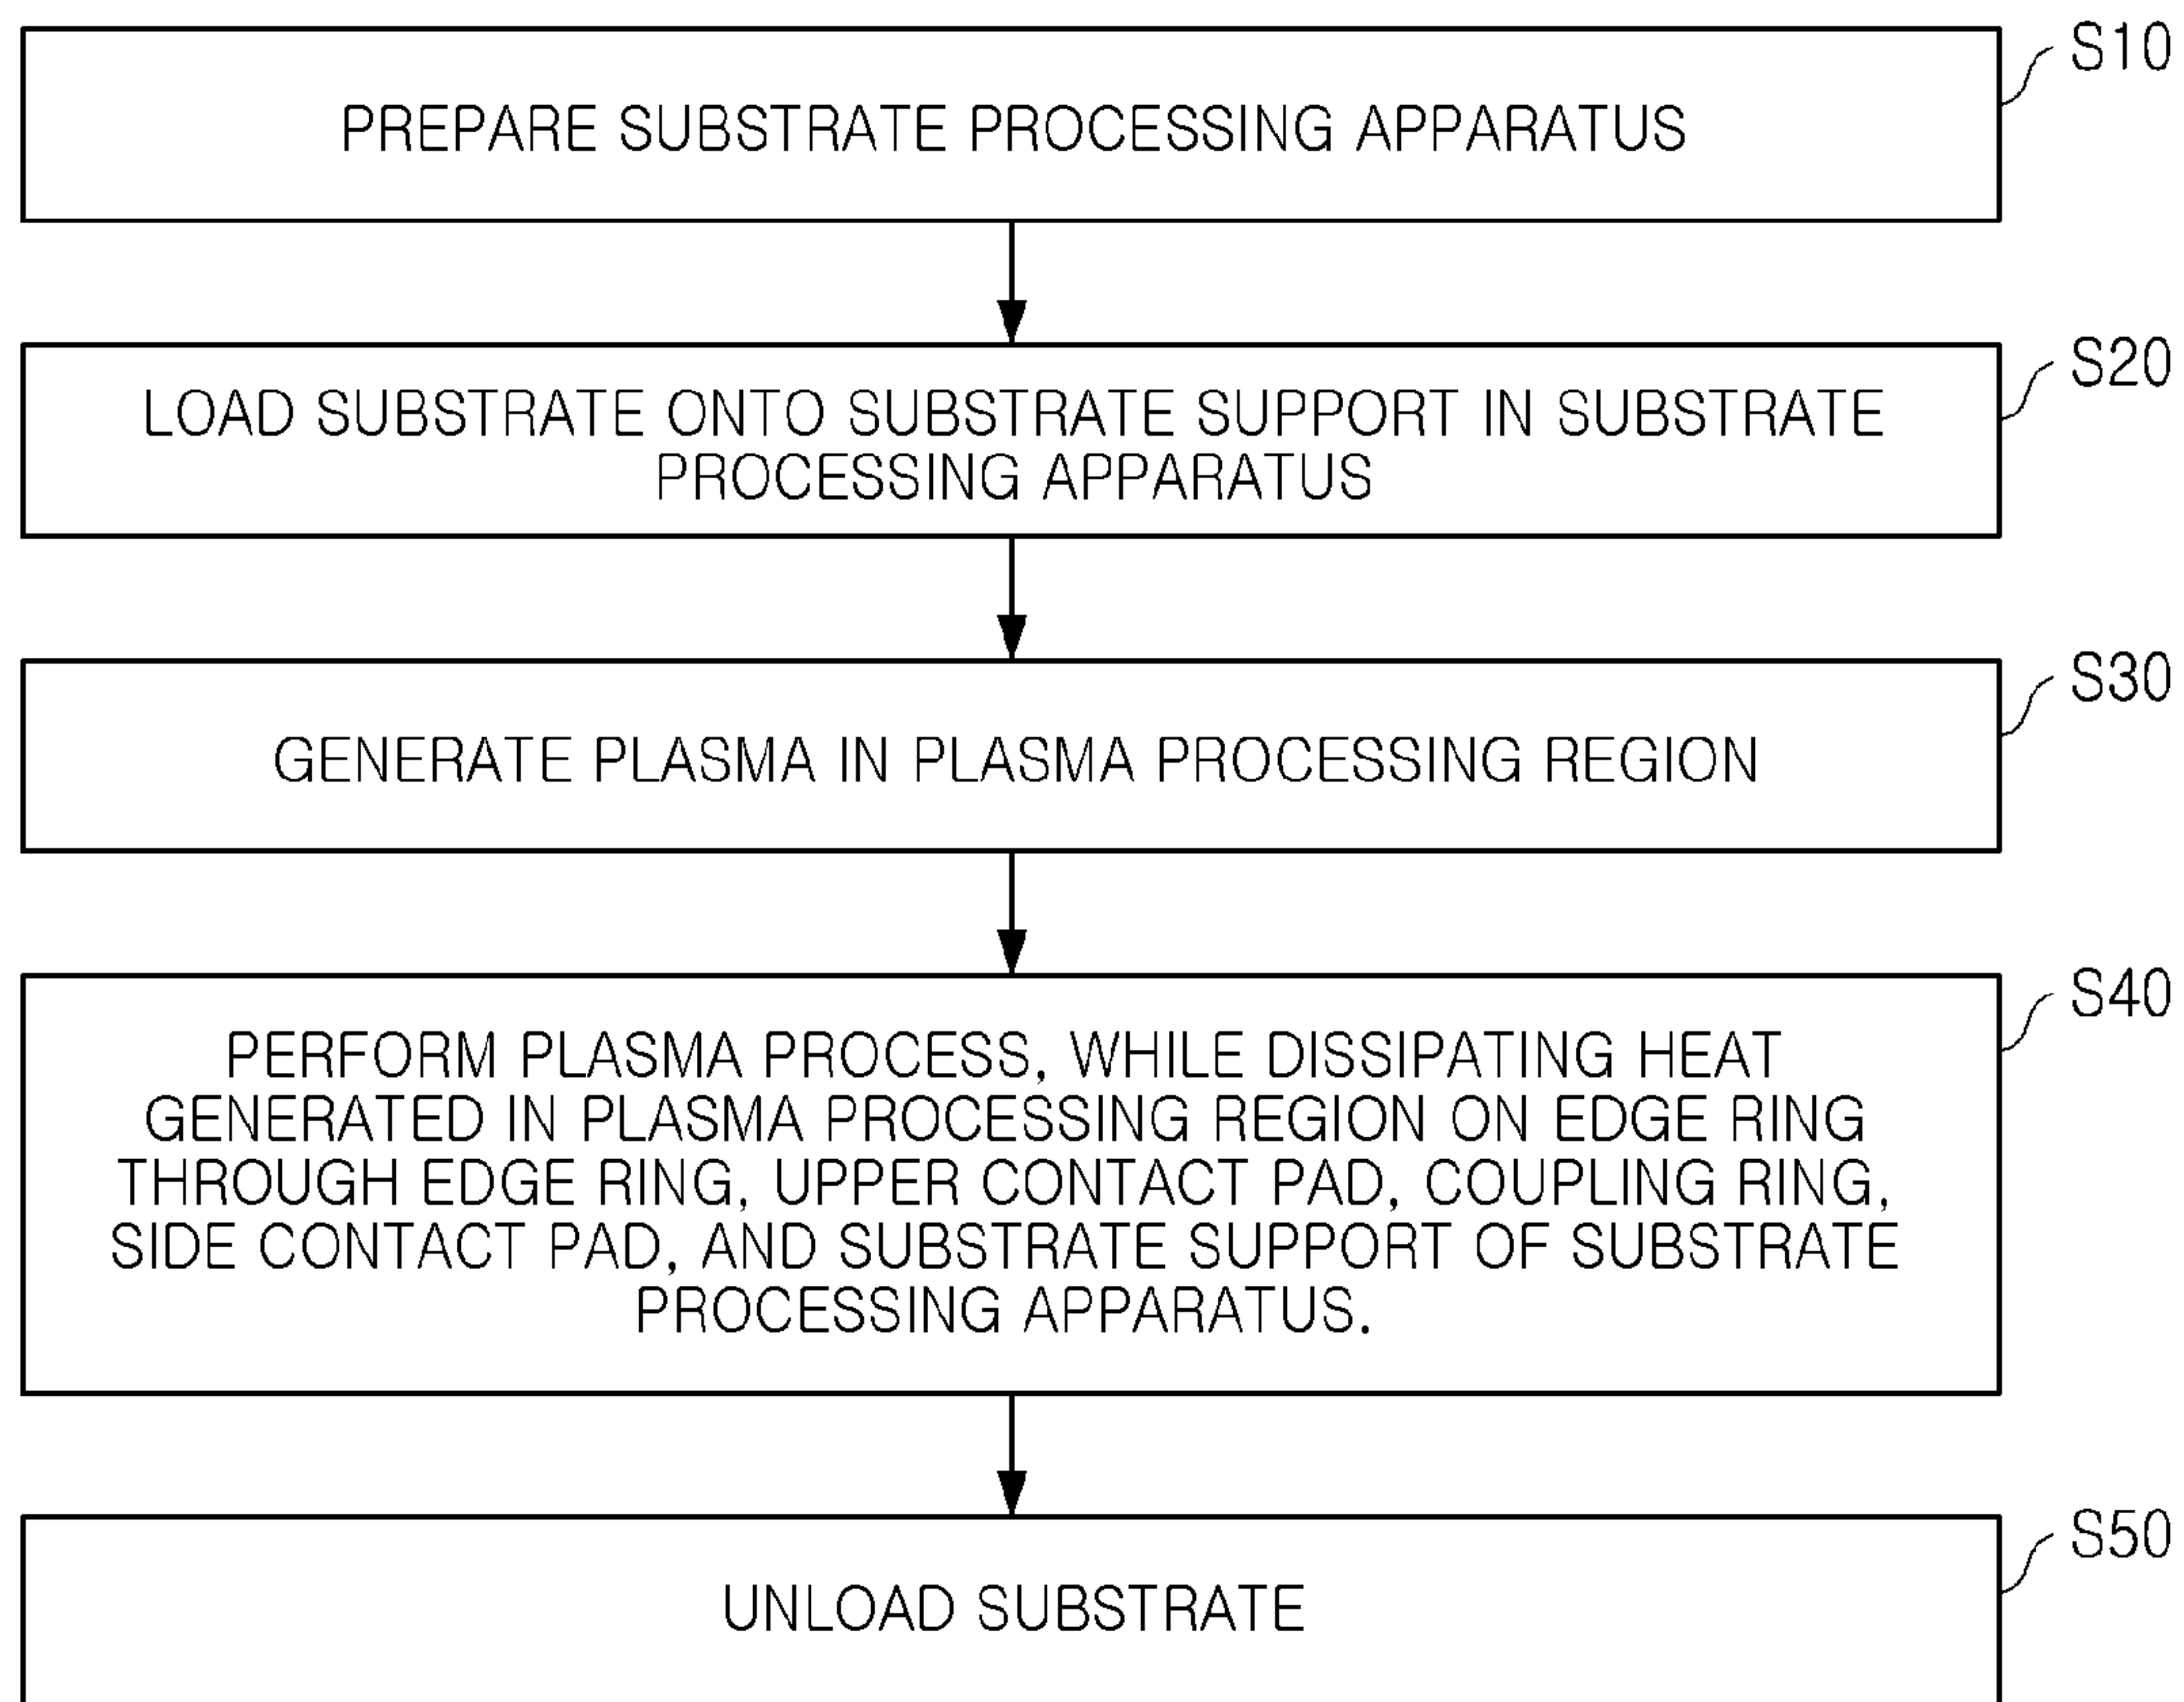 S10
PREPARE SUBSTRATE PROCESSING APPARATUS
S20
LOAD SUBSTRATE ONTO SUBSTRATE SUPPORT IN SUBSTRATE
PROCESSING APPARATUS
S30
GENERATE PLASMA IN PLASMA PROCESSING REGION
S40
PERFORM PLASMA PROCESS, WHILE DISSIPATING HEAT
GENERATED IN PLASMA PROCESSING REGION ON EDGE RING
THROUGH EDGE RING, UPPER CONTACT PAD, COUPLING RING,
SIDE CONTACT PAD, AND SUBSTRATE SUPPORT OF SUBSTRATE
PROCESSING APPARATUS.
S50
UNLOAD SUBSTRATE